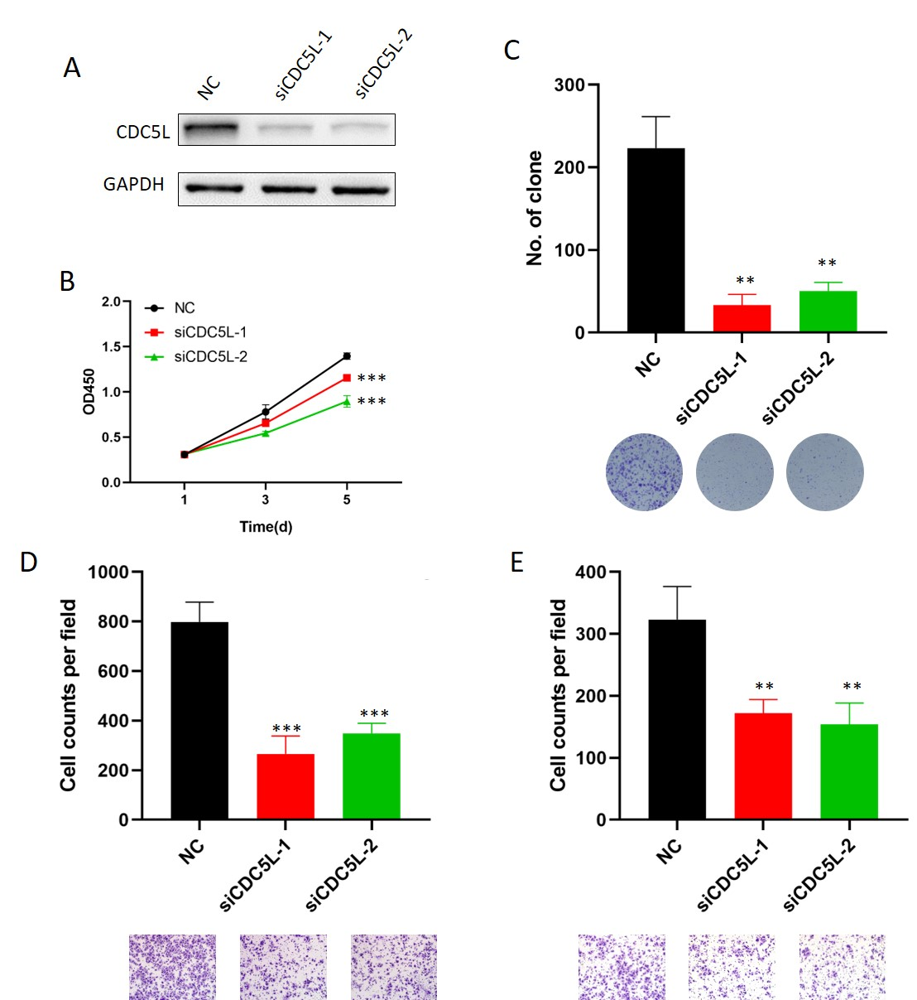 A
NC
siCDC5L-1
siCDC5L-2
CDC5L
GAPDH
B
2.0
1.5
1.0
0.5
0.0
OD450
NC
siCDC5L-1
siCDC5L-2
***
***
1 3 5
Time(d)
C
300
200
100
0
No. of clone
**
**
NC
siCDC5L-1
siCDC5L-2
D
1000
800
600
400
200
0
Cell counts per field
***
***
NC
siCDC5L-1
siCDC5L-2
E
400
300
200
100
0
Cell counts per field
**
**
NC
siCDC5L-1
siCDC5L-2